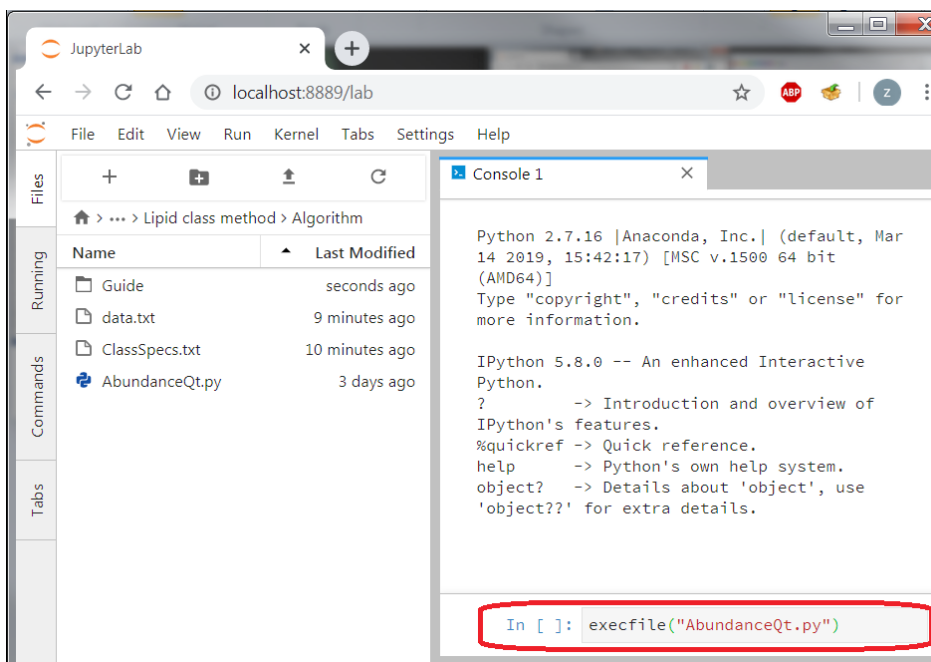 JupyterLab
localhost:8889/lab
ABP
z
File Edit View Run Kernel Tabs Settings Help
Files
Running
Commands
Tabs
> ... > Lipid class method > Algorithm
Name Last Modified
Guide seconds ago
data.txt 9 minutes ago
ClassSpecs.txt 10 minutes ago
AbundanceQt.py 3 days ago
Console 1
Python 2.7.16 |Anaconda, Inc.| (default, Mar
14 2019, 15:42:17) [MSC v.1500 64 bit
(AMD64)]
Type "copyright", "credits" or "license" for
more information.
IPython 5.8.0 -- An enhanced Interactive
Python.
? -> Introduction and overview of
IPython's features.
%quickref -> Quick reference.
help -> Python's own help system.
object? -> Details about 'object', use
'object??' for extra details.
In [ ]: execfile("AbundanceQt.py")